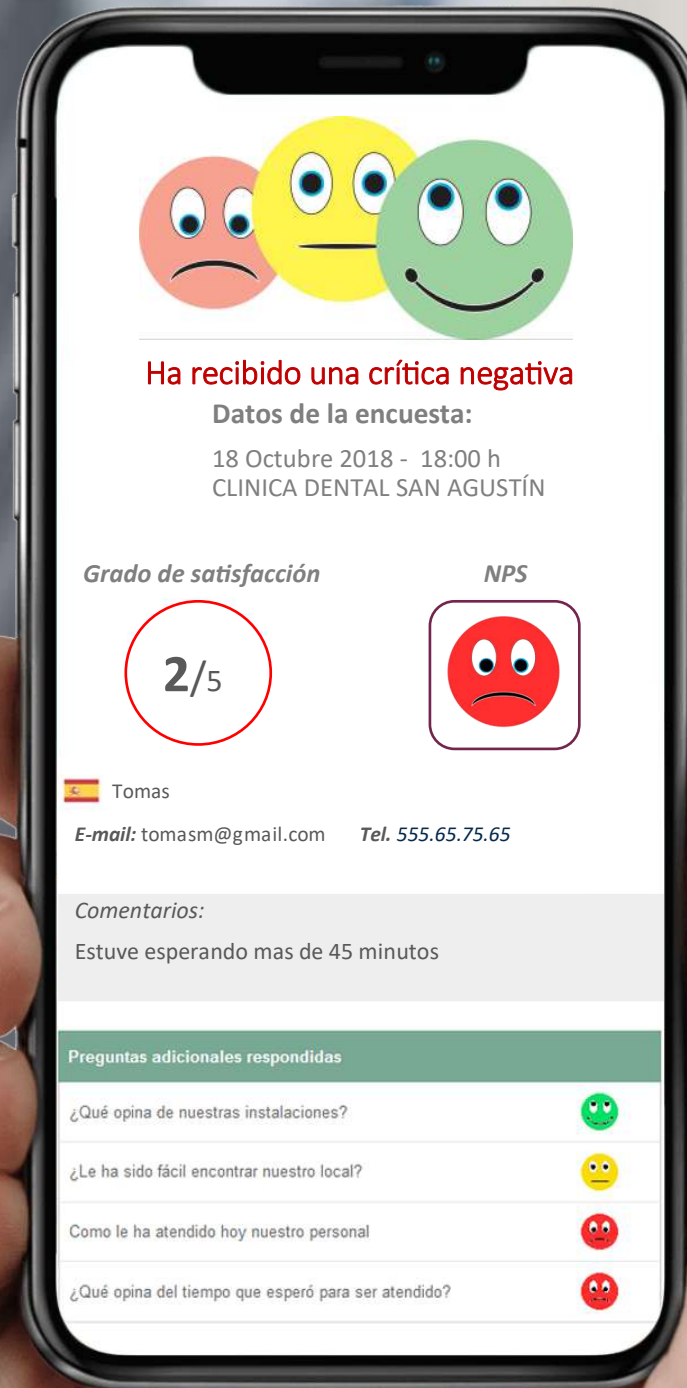 Ha recibido una crítica negativa
Datos de la encuesta:
18 Octubre 2018 - 18:00 h
CLINICA DENTAL SAN AGUSTÍN
Grado de satisfacción NPS
2/5
Tomas
E-mail: tomasm@gmail.com Tel. 555.65.75.65
Comentarios:
Estuve esperando mas de 45 minutos
Preguntas adicionales respondidas
¿Qué opina de nuestras instalaciones?
¿Le ha sido fácil encontrar nuestro local?
Como le ha atendido hoy nuestro personal
¿Qué opina del tiempo que esperó para ser atendido?